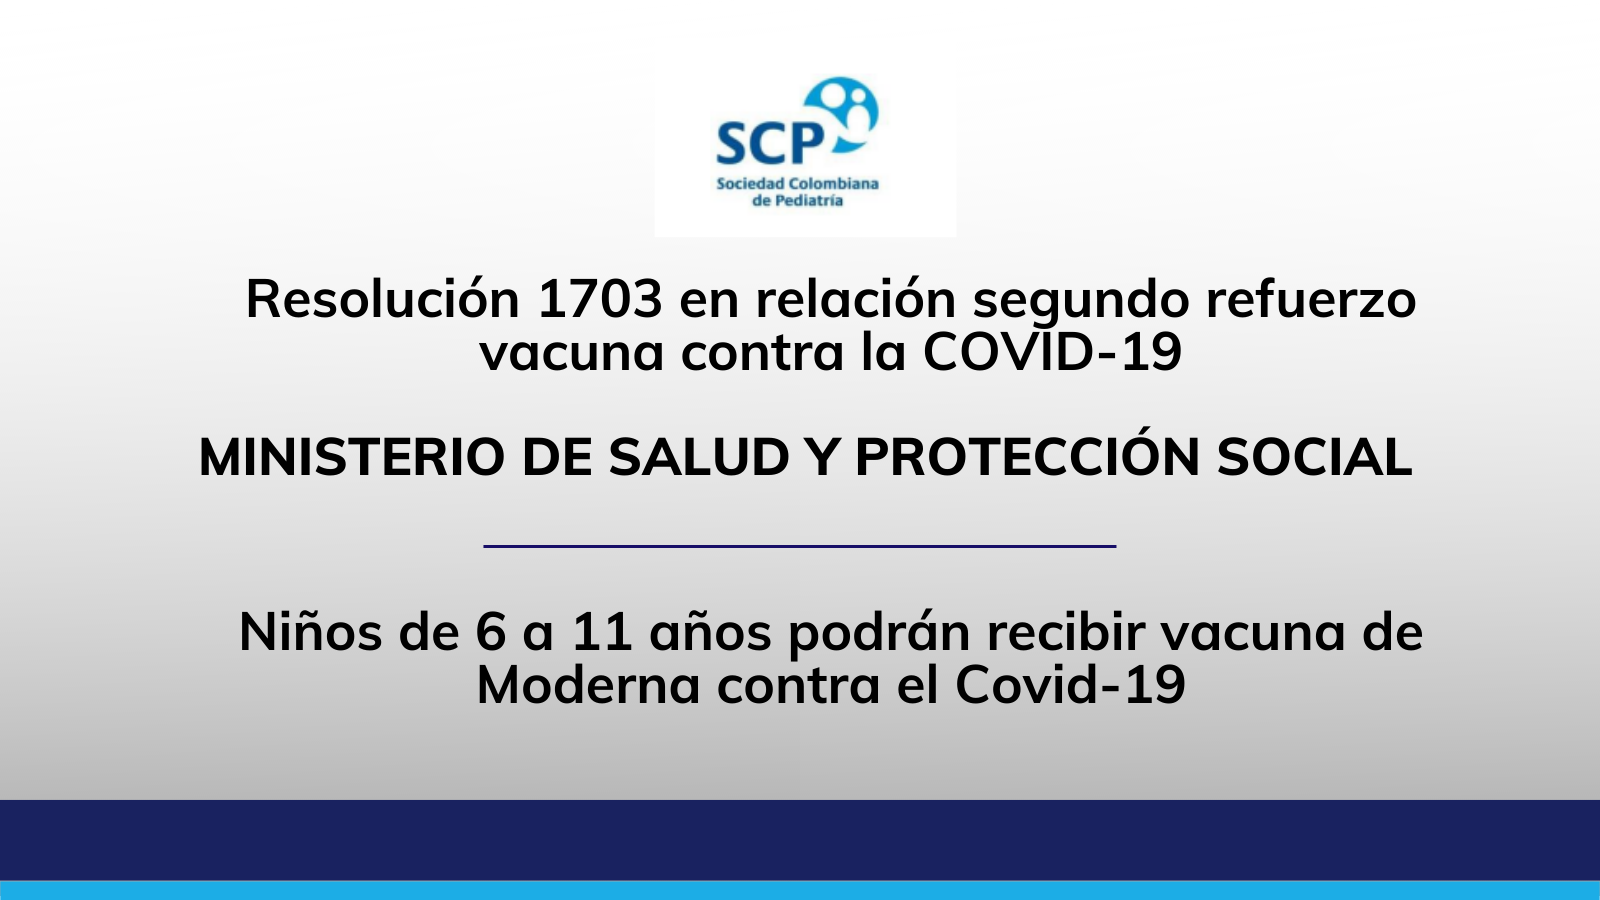 SCP
Sociedad Colombiana
de Pediatría
Resolución 1703 en relación segundo refuerzo
vacuna contra la COVID-19
MINISTERIO DE SALUD Y PROTECCIÓN SOCIAL
Niños de 6 a 11 años podrán recibir vacuna de
Moderna contra el Covid-19